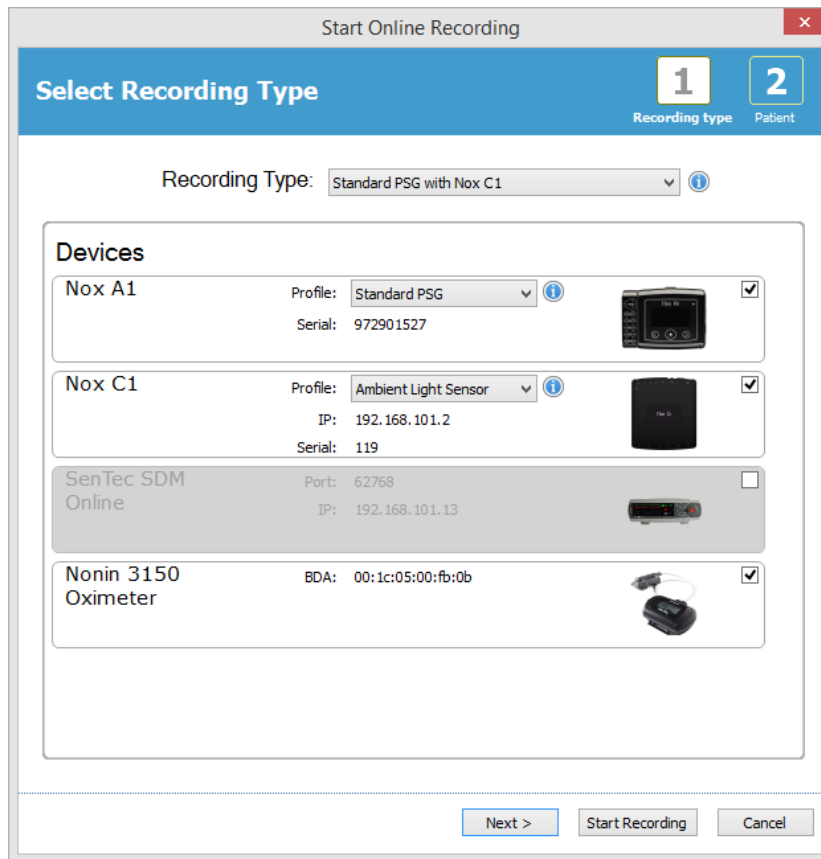 Start Online Recording
Select Recording Type
1
Recording type
2
Patient
Recording Type: Standard PSG with Nox C1
Devices
Nox A1
Profile: Standard PSG
Serial: 972901527
Nox C1
Profile: Ambient Light Sensor
IP: 192.168.101.2
Serial: 119
SenTec SDM
Online
Port: 62768
IP: 192.168.101.13
Nonin 3150
Oximeter
BDA: 00:1c:05:00:fb:0b
Next >
Start Recording
Cancel